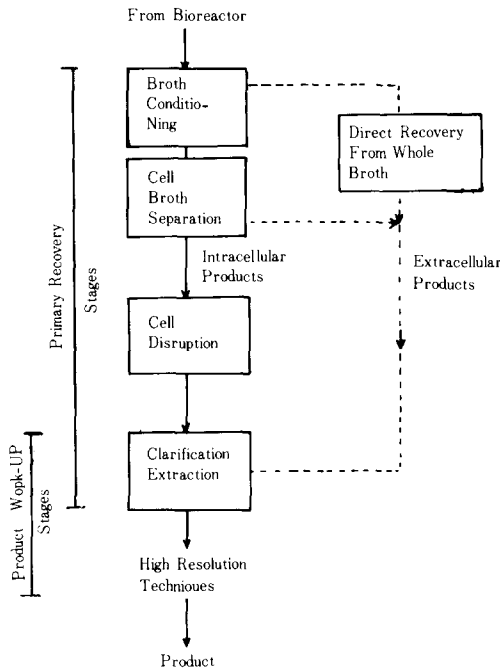 From Bioreactor
Broth
Conditio-
Ning
Direct Recovery
From Whole
Broth
Cell
Broth
Separation
Intracellular
Products
Extracellular
Products
Cell
Disruption
Clarification
Extraction
High Resolution
Technioues
Product
Primary Recovery
Stages
Product Wopk-UP
Stages